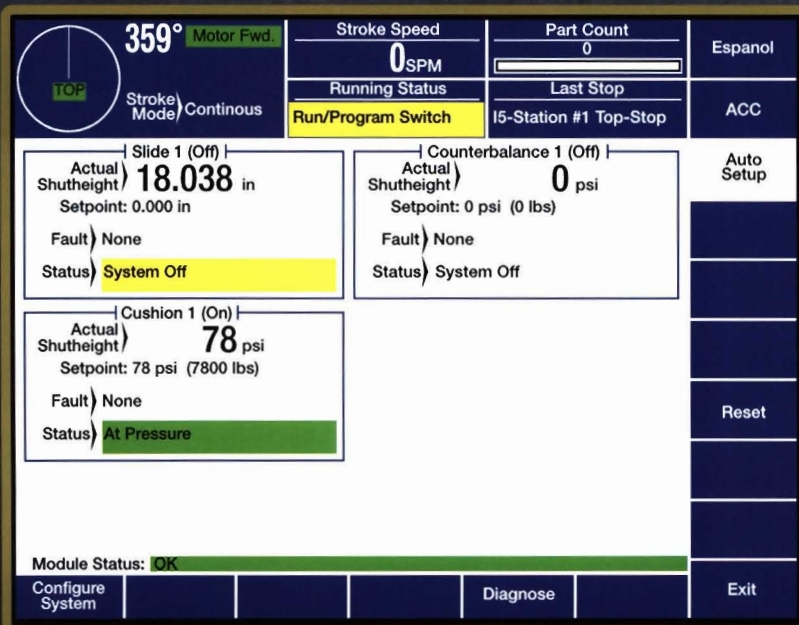 359° Motor Fwd.
TOP
Stroke Mode Continous
Stroke Speed
0 SPM
Part Count
0
Running Status
Run/Program Switch
Last Stop
I5-Station #1 Top-Stop
Espanol
ACC
Auto Setup
Reset
Exit
Slide 1 (Off)
Actual Shutheight 18.038 in
Setpoint: 0.000 in
Fault None
Status System Off
Counterbalance 1 (Off)
Actual Shutheight 0 psi
Setpoint: 0 psi (0 lbs)
Fault None
Status System Off
Cushion 1 (On)
Actual Shutheight 78 psi
Setpoint: 78 psi (7800 lbs)
Fault None
Status At Pressure
Module Status: OK
Configure System
Diagnose